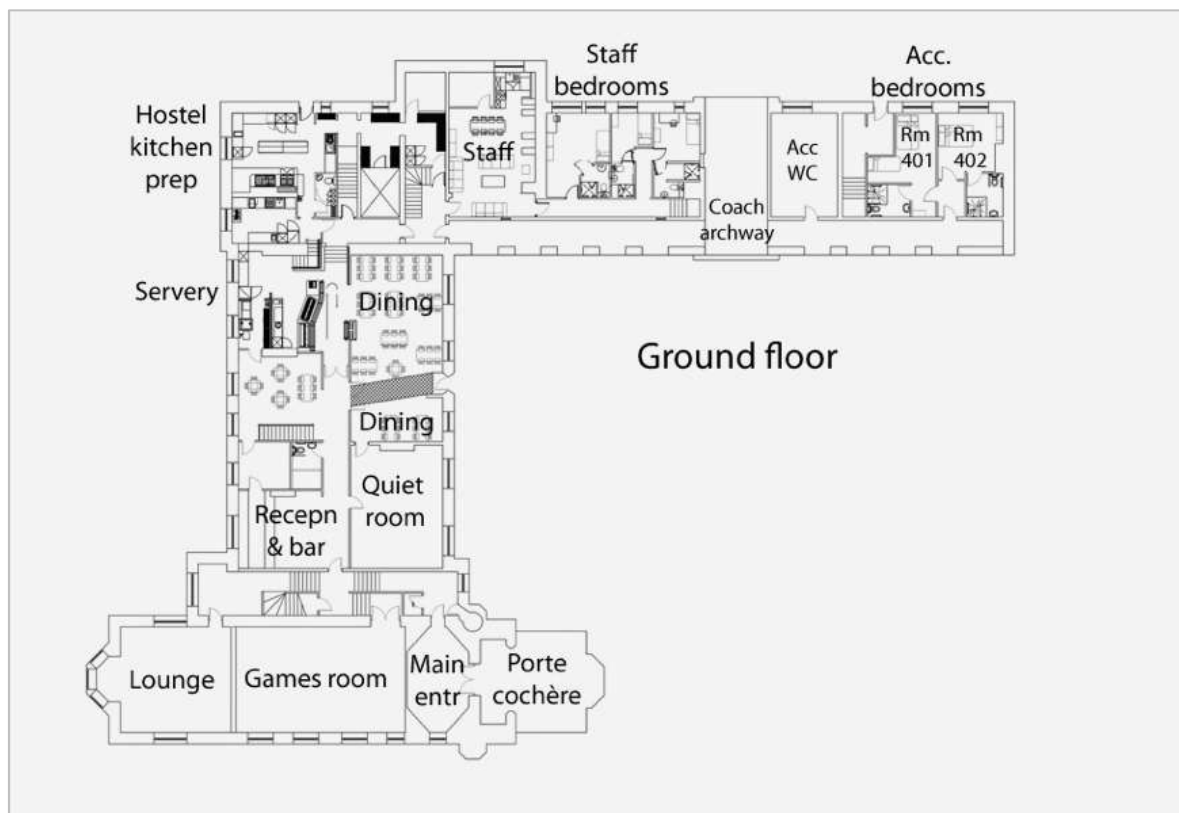 Staff
bedrooms
Acc.
bedrooms
Hostel
kitchen
prep
Staff
Acc
WC
Rm
401
Rm
402
Coach
archway
Servery
Dining
Ground floor
Dining
Quiet
room
Recepn
& bar
Lounge
Games room
Main
entr
Porte
cochère